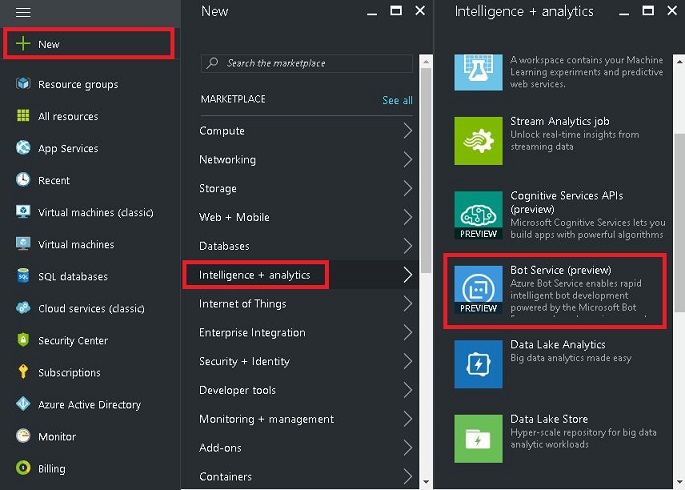 New
Resource groups
All resources
App Services
Recent
Virtual machines (classic)
Virtual machines
SQL databases
Cloud services (classic)
Security Center
Subscriptions
Azure Active Directory
Monitor
Billing
New
Search the marketplace
MARKETPLACE See all
Compute
Networking
Storage
Web + Mobile
Databases
Intelligence + analytics
Internet of Things
Enterprise Integration
Security + Identity
Developer tools
Monitoring + management
Add-ons
Containers
Intelligence + analytics
A workspace contains your Machine
Learning experiments and predictive
web services.
Stream Analytics job
Unlock real-time insights from
streaming data
Cognitive Services APIs
(preview)
Microsoft Cognitive Services lets you
build apps with powerful algorithms
PREVIEW
Bot Service (preview)
Azure Bot Service enables rapid
intelligent bot development
powered by the Microsoft Bot
PREVIEW
Data Lake Analytics
Big data analytics made easy
Data Lake Store
Hyper-scale repository for big data
analytic workloads